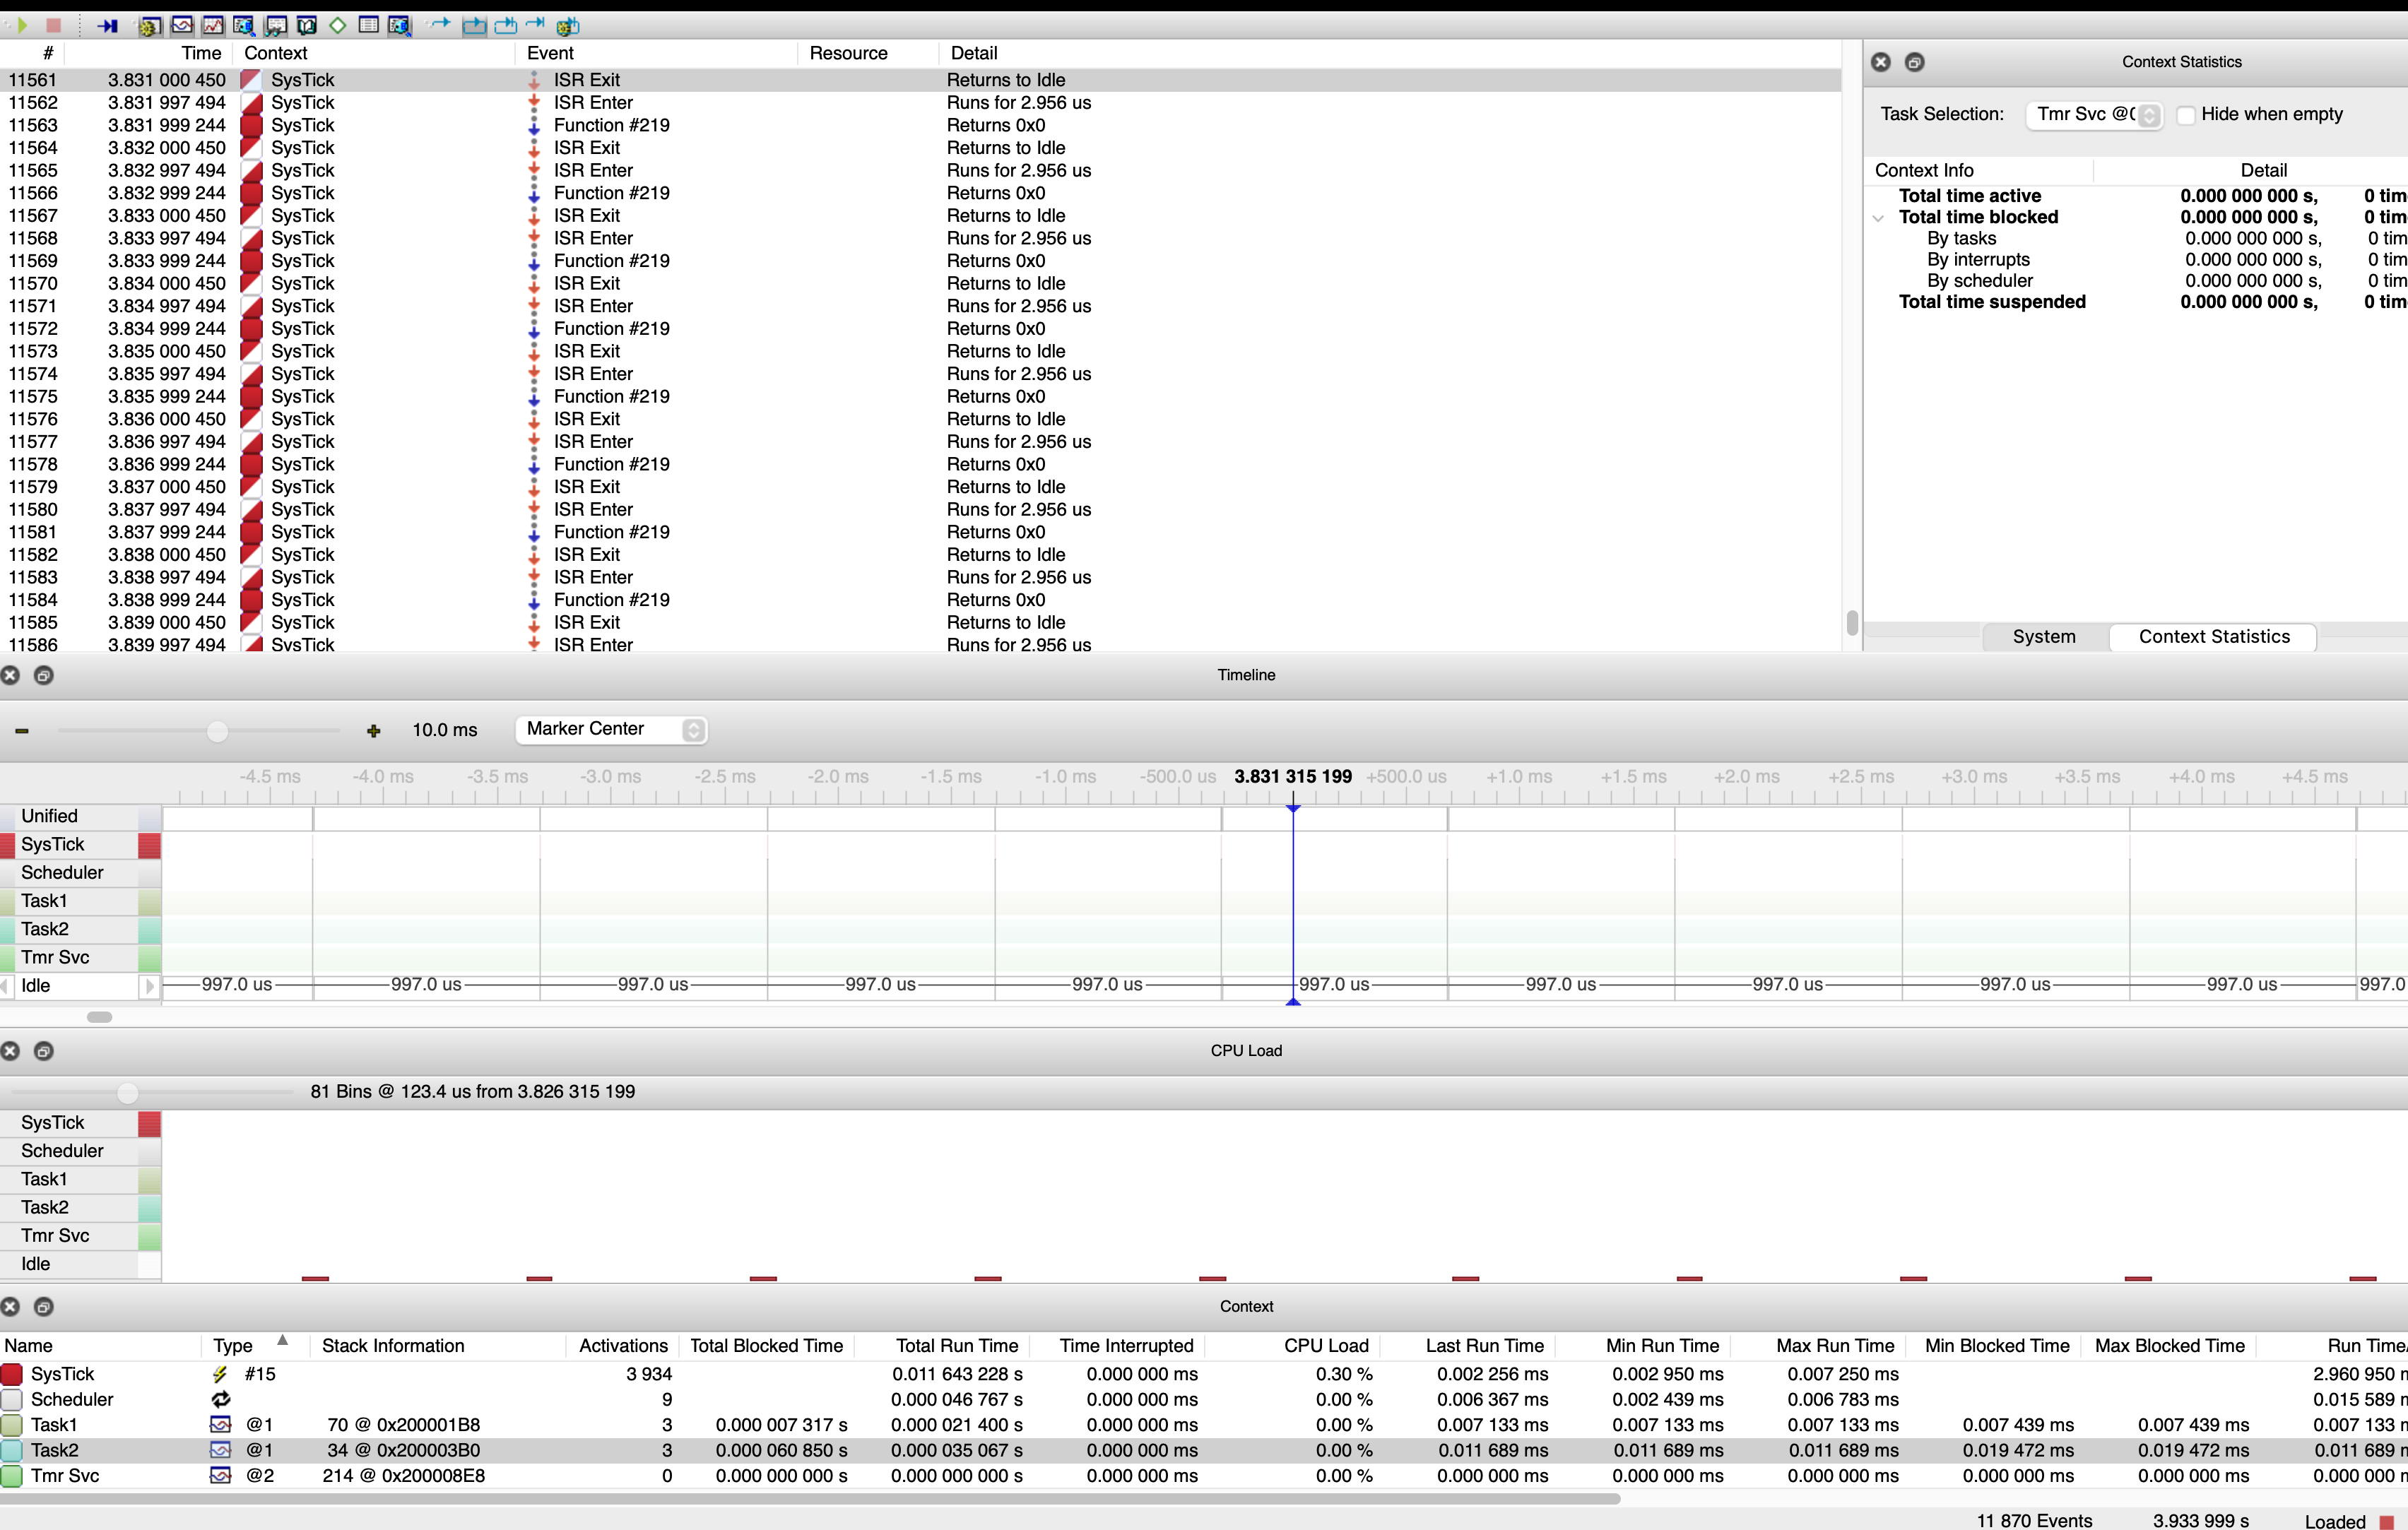 # Time Context Event Resource Detail
11561 3.831 000 450 SysTick ISR Exit Returns to Idle
11562 3.831 997 494 SysTick ISR Enter Runs for 2.956 us
11563 3.831 999 244 SysTick Function #219 Returns 0x0
11564 3.832 000 450 SysTick ISR Exit Returns to Idle
11565 3.832 997 494 SysTick ISR Enter Runs for 2.956 us
11566 3.832 999 244 SysTick Function #219 Returns 0x0
11567 3.833 000 450 SysTick ISR Exit Returns to Idle
11568 3.833 997 494 SysTick ISR Enter Runs for 2.956 us
11569 3.833 999 244 SysTick Function #219 Returns 0x0
11570 3.834 000 450 SysTick ISR Exit Returns to Idle
11571 3.834 997 494 SysTick ISR Enter Runs for 2.956 us
11572 3.834 999 244 SysTick Function #219 Returns 0x0
11573 3.835 000 450 SysTick ISR Exit Returns to Idle
11574 3.835 997 494 SysTick ISR Enter Runs for 2.956 us
11575 3.835 999 244 SysTick Function #219 Returns 0x0
11576 3.836 000 450 SysTick ISR Exit Returns to Idle
11577 3.836 997 494 SysTick ISR Enter Runs for 2.956 us
11578 3.836 999 244 SysTick Function #219 Returns 0x0
11579 3.837 000 450 SysTick ISR Exit Returns to Idle
11580 3.837 997 494 SysTick ISR Enter Runs for 2.956 us
11581 3.837 999 244 SysTick Function #219 Returns 0x0
11582 3.838 000 450 SysTick ISR Exit Returns to Idle
11583 3.838 997 494 SysTick ISR Enter Runs for 2.956 us
11584 3.838 999 244 SysTick Function #219 Returns 0x0
11585 3.839 000 450 SysTick ISR Exit Returns to Idle
11586 3.839 997 494 SysTick ISR Enter Runs for 2.956 us
Context Statistics
Task Selection: Tmr Svc @( Hide when empty
Context Info Detail
Total time active 0.000 000 000 s, 0 tim
Total time blocked 0.000 000 000 s, 0 tim
By tasks 0.000 000 000 s, 0 tim
By interrupts 0.000 000 000 s, 0 tim
By scheduler 0.000 000 000 s, 0 tim
Total time suspended 0.000 000 000 s, 0 tim
System Context Statistics
Timeline
10.0 ms Marker Center
-4.5 ms -4.0 ms -3.5 ms -3.0 ms -2.5 ms -2.0 ms -1.5 ms -1.0 ms -500.0 us 3.831 315 199 +500.0 us +1.0 ms +1.5 ms +2.0 ms +2.5 ms +3.0 ms +3.5 ms +4.0 ms +4.5 ms
Unified
SysTick
Scheduler
Task1
Task2
Tmr Svc
Idle 997.0 us 997.0 us 997.0 us 997.0 us 997.0 us 997.0 us 997.0 us 997.0 us 997.0 us 997.0 us 997.0
CPU Load
81 Bins @ 123.4 us from 3.826 315 199
SysTick
Scheduler
Task1
Task2
Tmr Svc
Idle
Context
Name Type Stack Information Activations Total Blocked Time Total Run Time Time Interrupted CPU Load Last Run Time Min Run Time Max Run Time Min Blocked Time Max Blocked Time Run Time
SysTick #15 3 934 0.011 643 228 s 0.000 000 ms 0.30 % 0.002 256 ms 0.002 950 ms 0.007 250 ms 2.960 950 m
Scheduler 9 0.000 046 767 s 0.000 000 ms 0.00 % 0.006 367 ms 0.002 439 ms 0.006 783 ms 0.015 589 m
Task1 @1 70 @ 0x200001B8 3 0.000 007 317 s 0.000 021 400 s 0.000 000 ms 0.00 % 0.007 133 ms 0.007 133 ms 0.007 133 ms 0.007 439 ms 0.007 439 ms 0.007 133 m
Task2 @1 34 @ 0x200003B0 3 0.000 060 850 s 0.000 035 067 s 0.000 000 ms 0.00 % 0.011 689 ms 0.011 689 ms 0.011 689 ms 0.019 472 ms 0.019 472 ms 0.011 689 m
Tmr Svc @2 214 @ 0x200008E8 0 0.000 000 000 s 0.000 000 000 s 0.000 000 ms 0.00 % 0.000 000 ms 0.000 000 ms 0.000 000 ms 0.000 000 ms 0.000 000 ms 0.000 000 m
11 870 Events 3.933 999 s Loaded